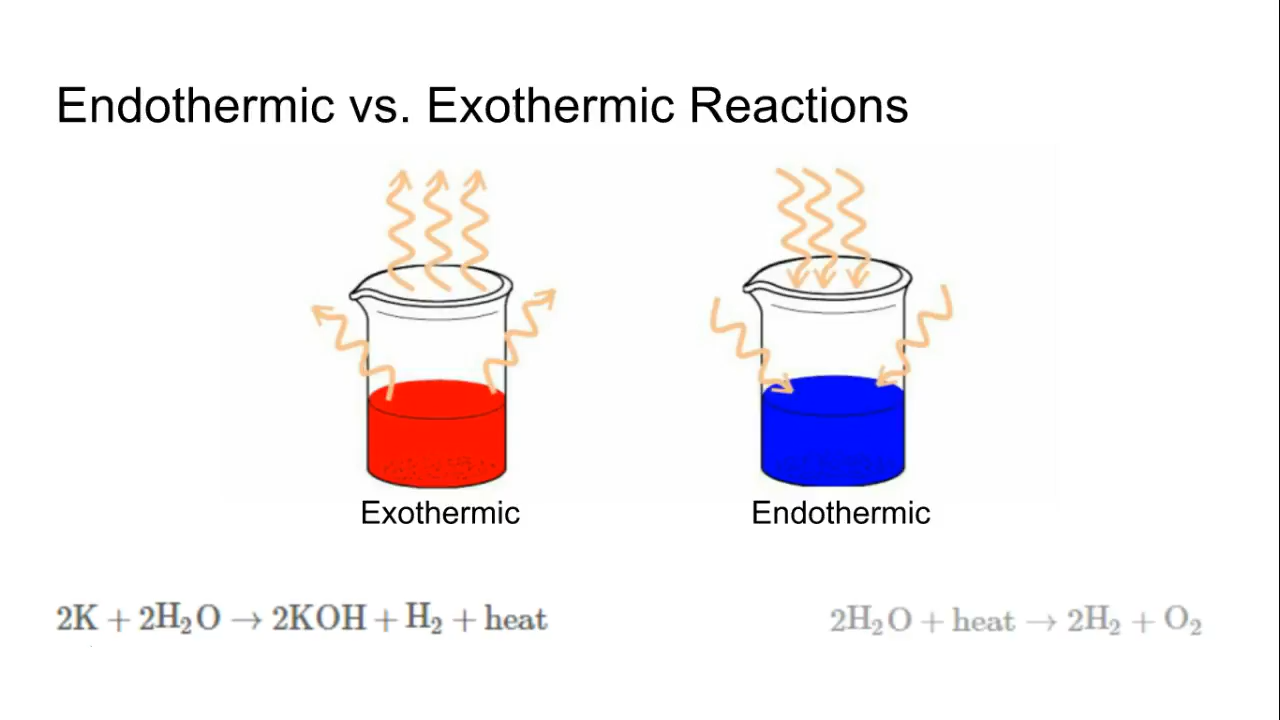 Endothermic vs. Exothermic Reactions
Exothermic
Endothermic
2K + 2H₂O → 2KOH + H₂ + heat
2H₂O + heat → 2H₂ + O₂